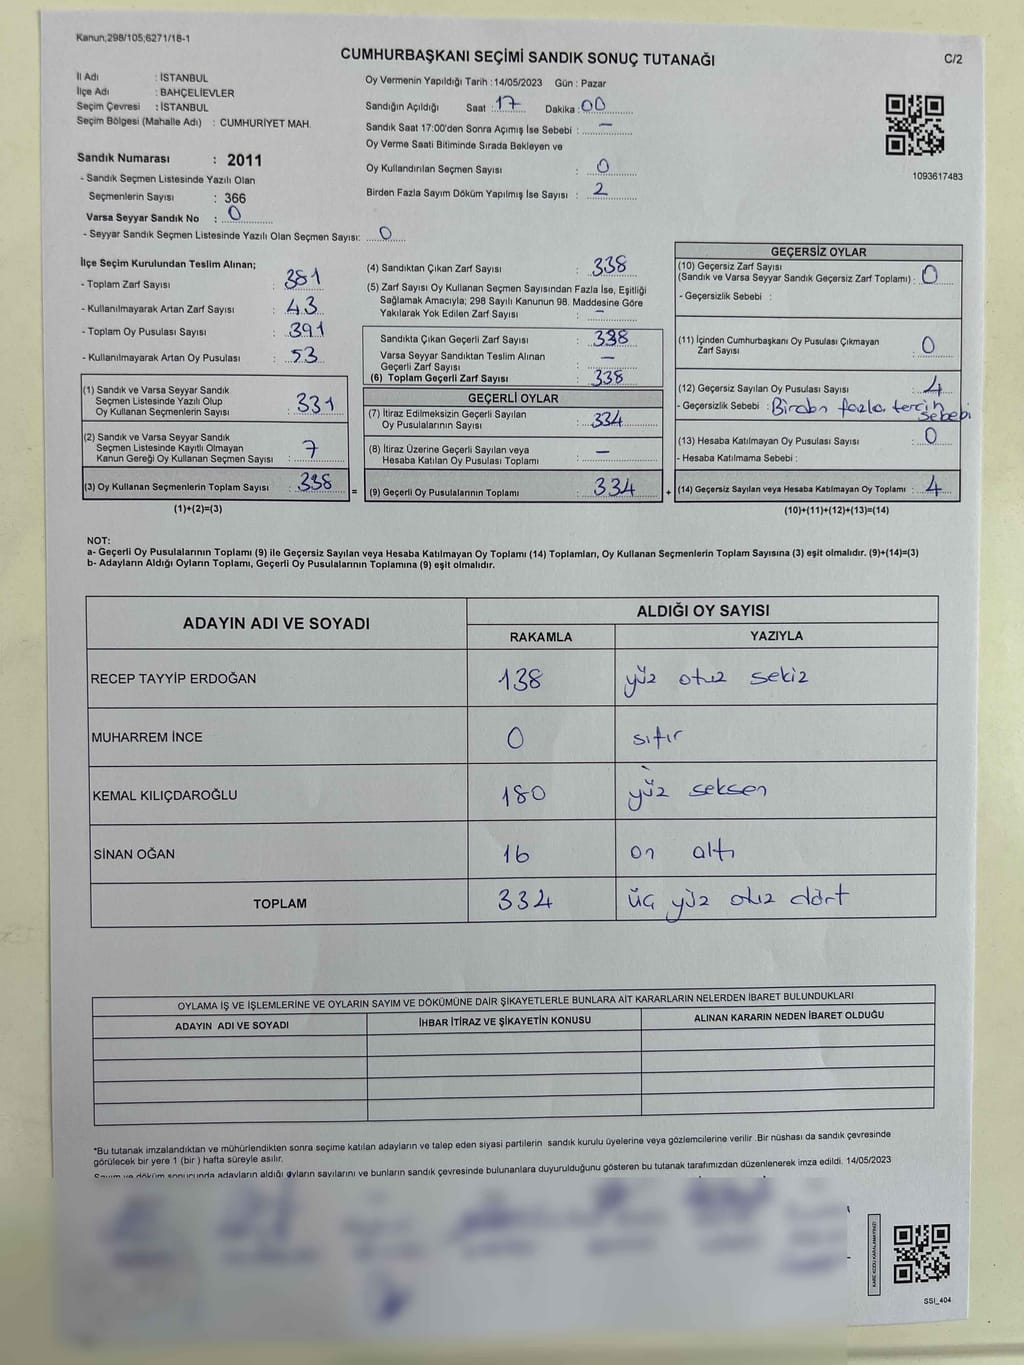 Kanun,298/105;6271/18-1
CUMHURBAŞKANI SEÇİMİ SANDIK SONUÇ TUTANAĞI
C/2
İl Adı : İSTANBUL
İlçe Adı : BAHÇELİEVLER
Seçim Çevresi : İSTANBUL
Seçim Bölgesi (Mahalle Adı) : CUMHURİYET MAH.
Sandık Numarası : 2011
- Sandık Seçmen Listesinde Yazılı Olan
Seçmenlerin Sayısı : 366
Varsa Seyyar Sandık No : 0
- Seyyar Sandık Seçmen Listesinde Yazılı Olan Seçmen Sayısı: 0
Oy Vermenin Yapıldığı Tarih : 14/05/2023 Gün : Pazar
Sandığın Açıldığı Saat : 17 Dakika : 00
Sandık Saat 17:00'den Sonra Açımış İse Sebebi : —
Oy Verme Saati Bitiminde Sırada Bekleyen ve
Oy Kullandırılan Seçmen Sayısı : 0
Birden Fazla Sayım Döküm Yapılmış İse Sayısı : 2
1093617483
İlçe Seçim Kurulundan Teslim Alınan;
- Toplam Zarf Sayısı : 381
- Kullanılmayarak Artan Zarf Sayısı : 43
- Toplam Oy Pusulası Sayısı : 391
- Kullanılmayarak Artan Oy Pusulası : 53
(1) Sandık ve Varsa Seyyar Sandık
Seçmen Listesinde Yazılı Olup
Oy Kullanan Seçmenlerin Sayısı : 331
(2) Sandık ve Varsa Seyyar Sandık
Seçmen Listesinde Kayıtlı Olmayan
Kanun Gereği Oy Kullanan Seçmen Sayısı : 7
(3) Oy Kullanan Seçmenlerin Toplam Sayısı : 338
(1)+(2)=(3)
(4) Sandıktan Çıkan Zarf Sayısı : 338
(5) Zarf Sayısı Oy Kullanan Seçmen Sayısından Fazla İse, Eşitliği
Sağlamak Amacıyla; 298 Sayılı Kanunun 98. Maddesine Göre
Yakılarak Yok Edilen Zarf Sayısı : —
Sandıkta Çıkan Geçerli Zarf Sayısı : 338
Varsa Seyyar Sandıktan Teslim Alınan
Geçerli Zarf Sayısı : —
(6) Toplam Geçerli Zarf Sayısı : 338
GEÇERLİ OYLAR
(7) İtiraz Edilmeksizin Geçerli Sayılan
Oy Pusulalarının Sayısı : 334
(8) İtiraz Üzerine Geçerli Sayılan veya
Hesaba Katılan Oy Pusulası Toplamı : —
= (9) Geçerli Oy Pusulalarının Toplamı : 334 +
GEÇERSİZ OYLAR
(10) Geçersiz Zarf Sayısı
(Sandık ve Varsa Seyyar Sandık Geçersiz Zarf Toplamı) : 0
- Geçersizlik Sebebi :
(11) İçinden Cumhurbaşkanı Oy Pusulası Çıkmayan
Zarf Sayısı : 0
(12) Geçersiz Sayılan Oy Pusulası Sayısı : 4
- Geçersizlik Sebebi : Birden fazla tercih
sebebi
(13) Hesaba Katılmayan Oy Pusulası Sayısı : 0
- Hesaba Katılmama Sebebi :
(14) Geçersiz Sayılan veya Hesaba Katılmayan Oy Toplamı : 4
(10)+(11)+(12)+(13)=(14)
NOT:
a- Geçerli Oy Pusulalarının Toplamı (9) ile Geçersiz Sayılan veya Hesaba Katılmayan Oy Toplamı (14) Toplamları, Oy Kullanan Seçmenlerin Toplam Sayısına (3) eşit olmalıdır. (9)+(14)=(3)
b- Adayların Aldığı Oyların Toplamı, Geçerli Oy Pusulalarının Toplamına (9) eşit olmalıdır.
ADAYIN ADI VE SOYADI
ALDIĞI OY SAYISI
RAKAMLA YAZIYLA
RECEP TAYYİP ERDOĞAN 138 yüz otuz sekiz
MUHARREM İNCE 0 sıfır
KEMAL KILIÇDAROĞLU 180 yüz seksen
SİNAN OĞAN 16 on altı
TOPLAM 334 üç yüz otuz dört
OYLAMA İŞ VE İŞLEMLERİNE VE OYLARIN SAYIM VE DÖKÜMÜNE DAİR ŞİKAYETLERLE BUNLARA AİT KARARLARIN NELERDEN İBARET BULUNDUKLARI
ADAYIN ADI VE SOYADI İHBAR İTİRAZ VE ŞİKAYETİN KONUSU ALINAN KARARIN NEDEN İBARET OLDUĞU
*Bu tutanak imzalandıktan ve mühürlendikten sonra seçime katılan adayların ve talep eden siyasi partilerin sandık kurulu üyelerine veya gözlemcilerine verilir .Bir nüshası da sandık çevresinde
görülecek bir yere 1 (bir ) hafta süreyle asılır.
Sayım ve döküm sonucunda adayların aldığı oyların sayılarını ve bunların sandık çevresinde bulunanlara duyurulduğunu gösteren bu tutanak tarafımızdan düzenlenerek imza edildi. 14/05/2023
KARE KODU KARALAMAYINIZ!
SSI_404